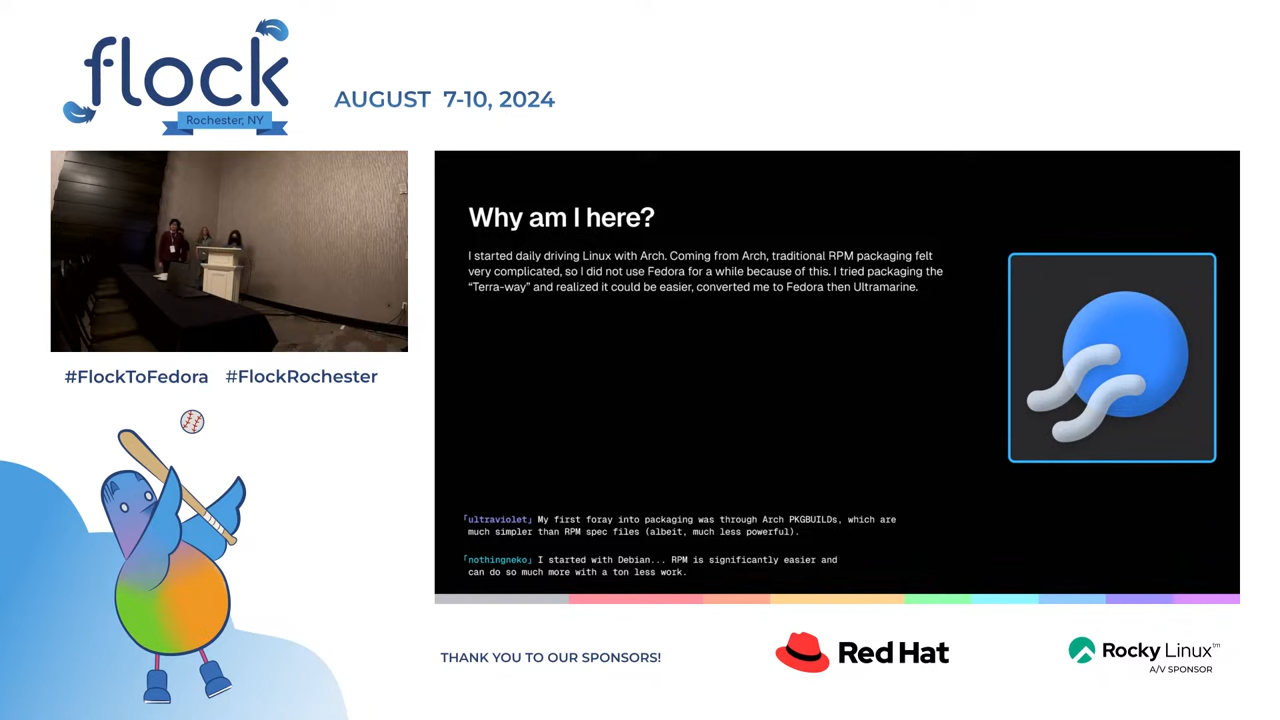 flock
Rochester, NY
AUGUST 7-10, 2024
#FlockToFedora #FlockRochester
Why am I here?
I started daily driving Linux with Arch. Coming from Arch, traditional RPM packaging felt
very complicated, so I did not use Fedora for a while because of this. I tried packaging the
“Terra-way” and realized it could be easier, converted me to Fedora then Ultramarine.
「ultraviolet」 My first foray into packaging was through Arch PKGBUILDs, which are
much simpler than RPM spec files (albeit, much less powerful).
「nothingneko」 I started with Debian... RPM is significantly easier and
can do so much more with a ton less work.
THANK YOU TO OUR SPONSORS!
Red Hat
Rocky Linux™
A/V SPONSOR